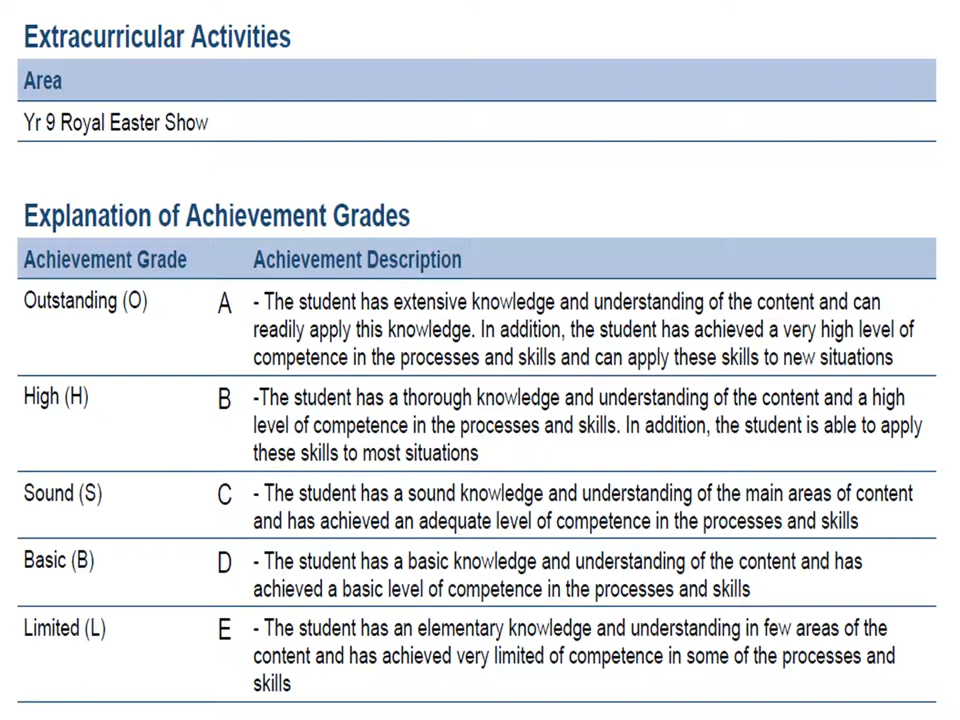 Extracurricular Activities
Area
Yr 9 Royal Easter Show
Explanation of Achievement Grades
Achievement Grade Achievement Description
Outstanding (O) A - The student has extensive knowledge and understanding of the content and can
readily apply this knowledge. In addition, the student has achieved a very high level of
competence in the processes and skills and can apply these skills to new situations
High (H) B -The student has a thorough knowledge and understanding of the content and a high
level of competence in the processes and skills. In addition, the student is able to apply
these skills to most situations
Sound (S) C - The student has a sound knowledge and understanding of the main areas of content
and has achieved an adequate level of competence in the processes and skills
Basic (B) D - The student has a basic knowledge and understanding of the content and has
achieved a basic level of competence in the processes and skills
Limited (L) E - The student has an elementary knowledge and understanding in few areas of the
content and has achieved very limited of competence in some of the processes and
skills